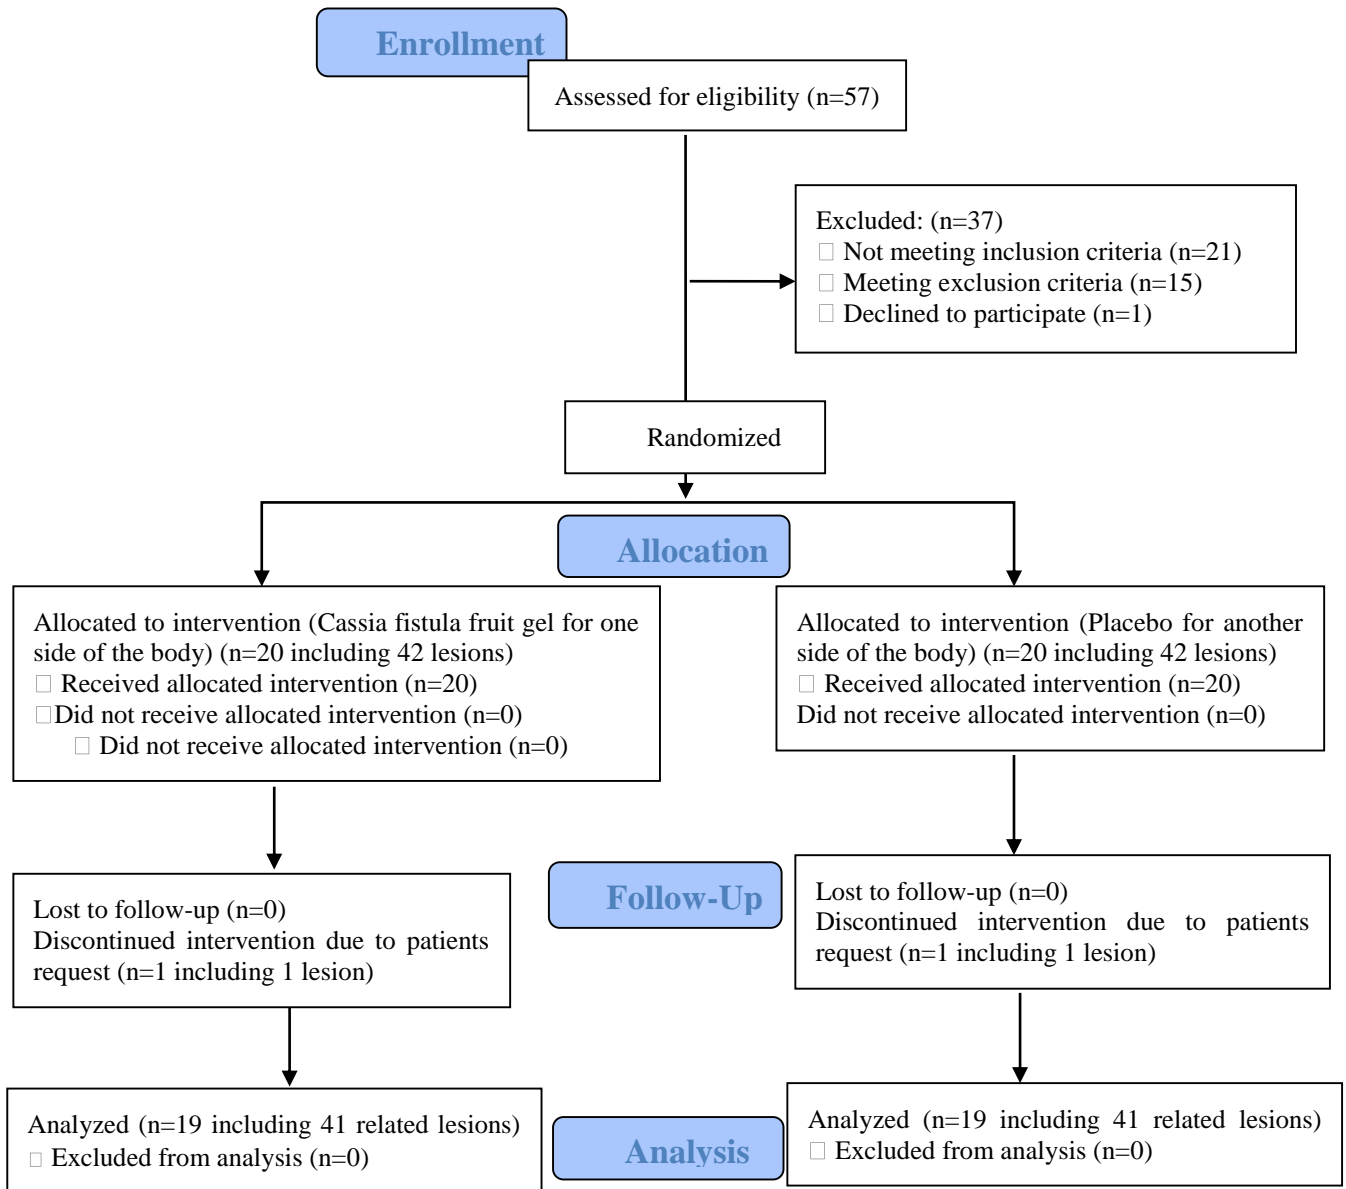 Enrollment
Assessed for eligibility (n=57)
Excluded: (n=37)
□ Not meeting inclusion criteria (n=21)
□ Meeting exclusion criteria (n=15)
□ Declined to participate (n=1)
Randomized
Allocation
Allocated to intervention (Cassia fistula fruit gel for one
side of the body) (n=20 including 42 lesions)
□ Received allocated intervention (n=20)
□Did not receive allocated intervention (n=0)
□ Did not receive allocated intervention (n=0)
Allocated to intervention (Placebo for another
side of the body) (n=20 including 42 lesions)
□ Received allocated intervention (n=20)
Did not receive allocated intervention (n=0)
Follow-Up
Lost to follow-up (n=0)
Discontinued intervention due to patients
request (n=1 including 1 lesion)
Lost to follow-up (n=0)
Discontinued intervention due to patients
request (n=1 including 1 lesion)
Analysis
Analyzed (n=19 including 41 related lesions)
□ Excluded from analysis (n=0)
Analyzed (n=19 including 41 related lesions)
□ Excluded from analysis (n=0)